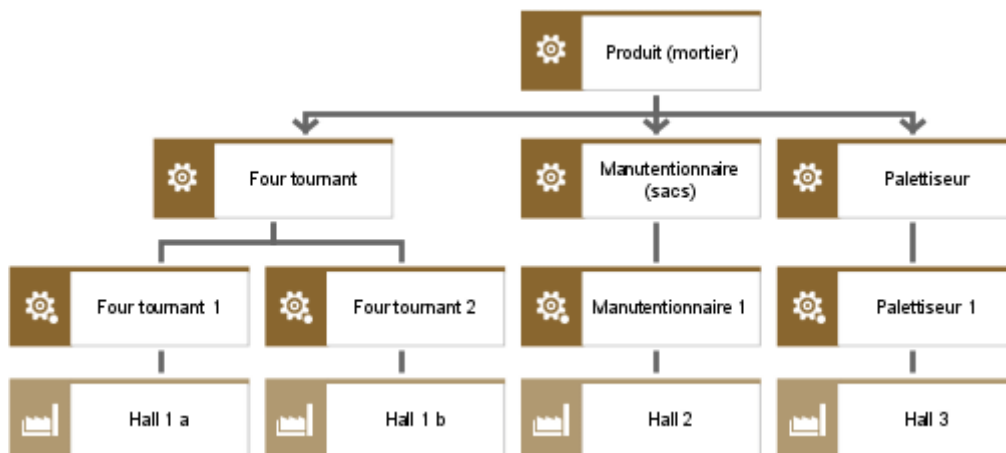 Produit (mortier)
Four tournant
Manutentionnaire
(sacs)
Palettiseur
Four tournant 1
Four tournant 2
Manutentionnaire 1
Palettiseur 1
Hall 1 a
Hall 1 b
Hall 2
Hall 3